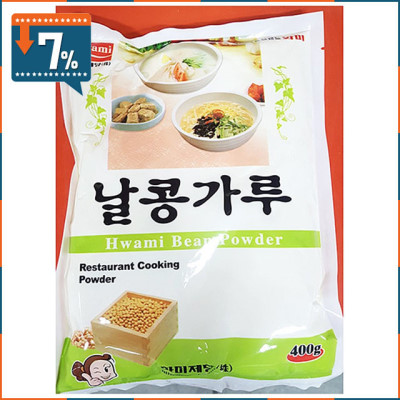 7%
날콩가루
Hwami Bean Powder
Restaurant Cooking
Powder
400g